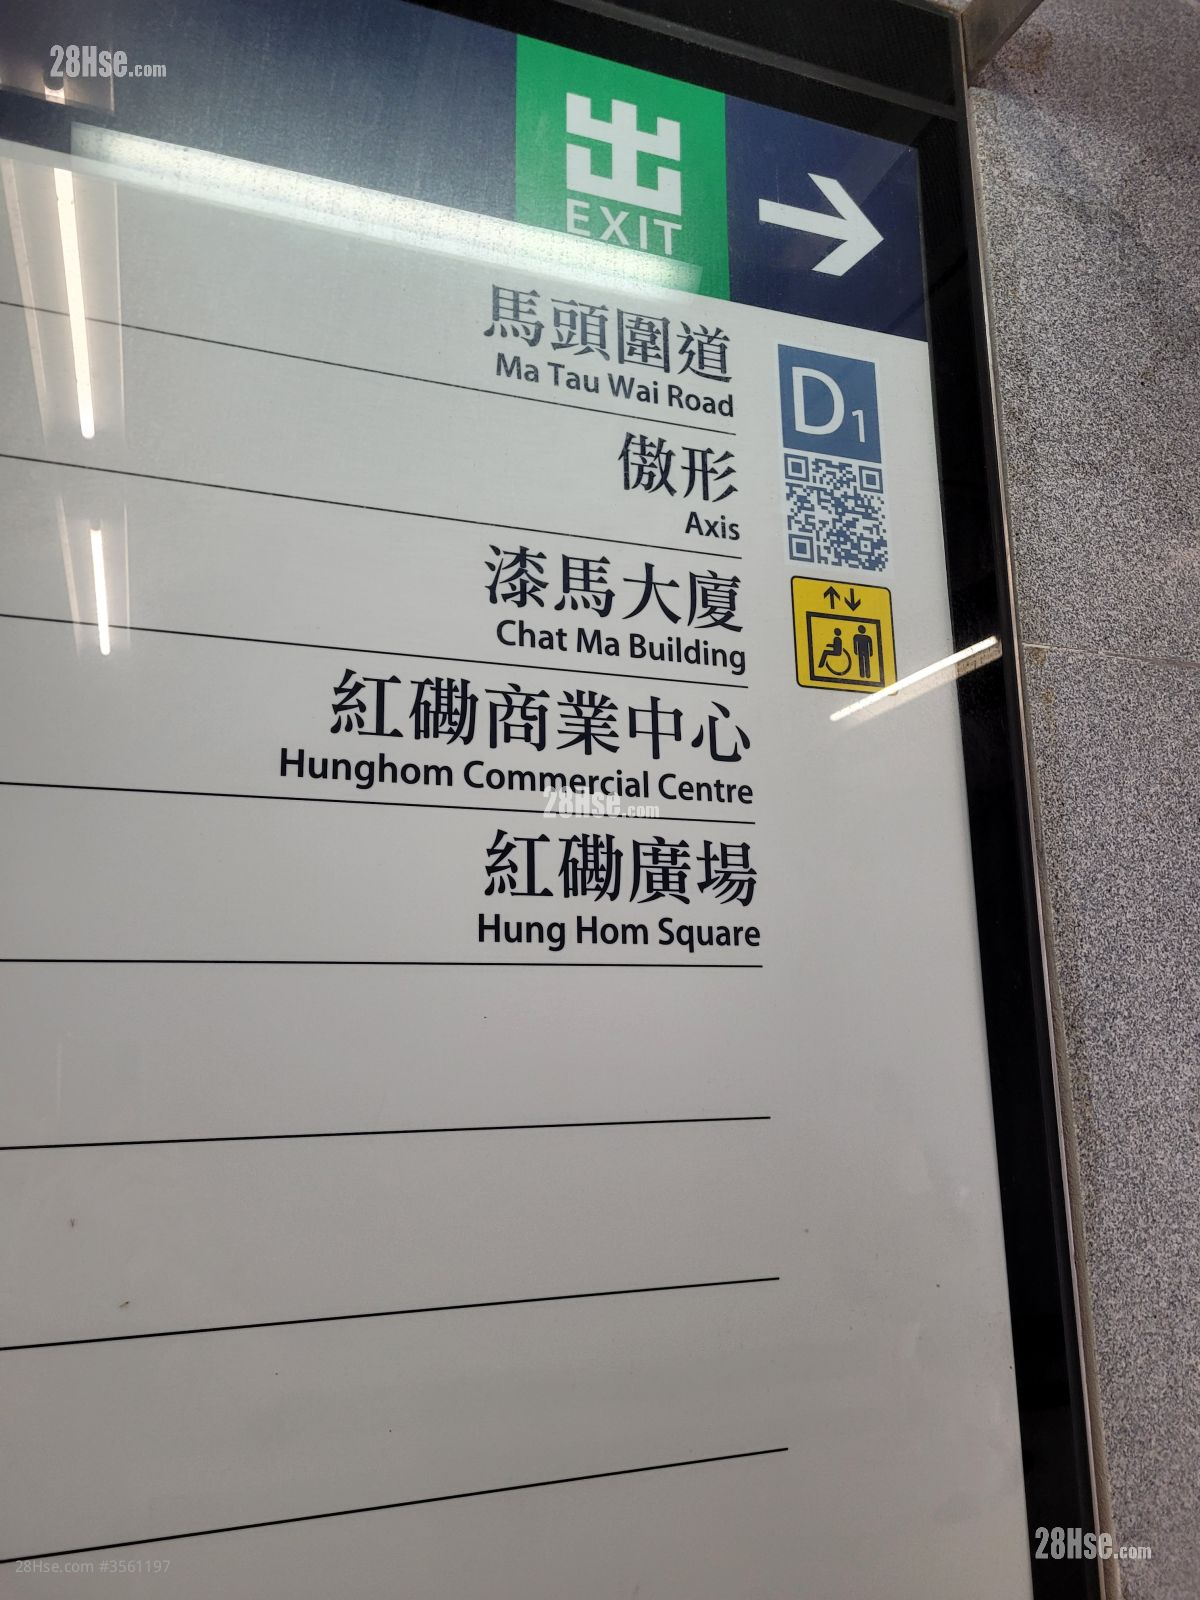 28Hse.com
出
EXIT
馬頭圍道
Ma Tau Wai Road
D1
傲形
Axis
漆馬大廈
Chat Ma Building
紅磡商業中心
Hunghom Commercial Centre
28Hse.com
紅磡廣場
Hung Hom Square
28Hse.com
28Hse.com #3561197